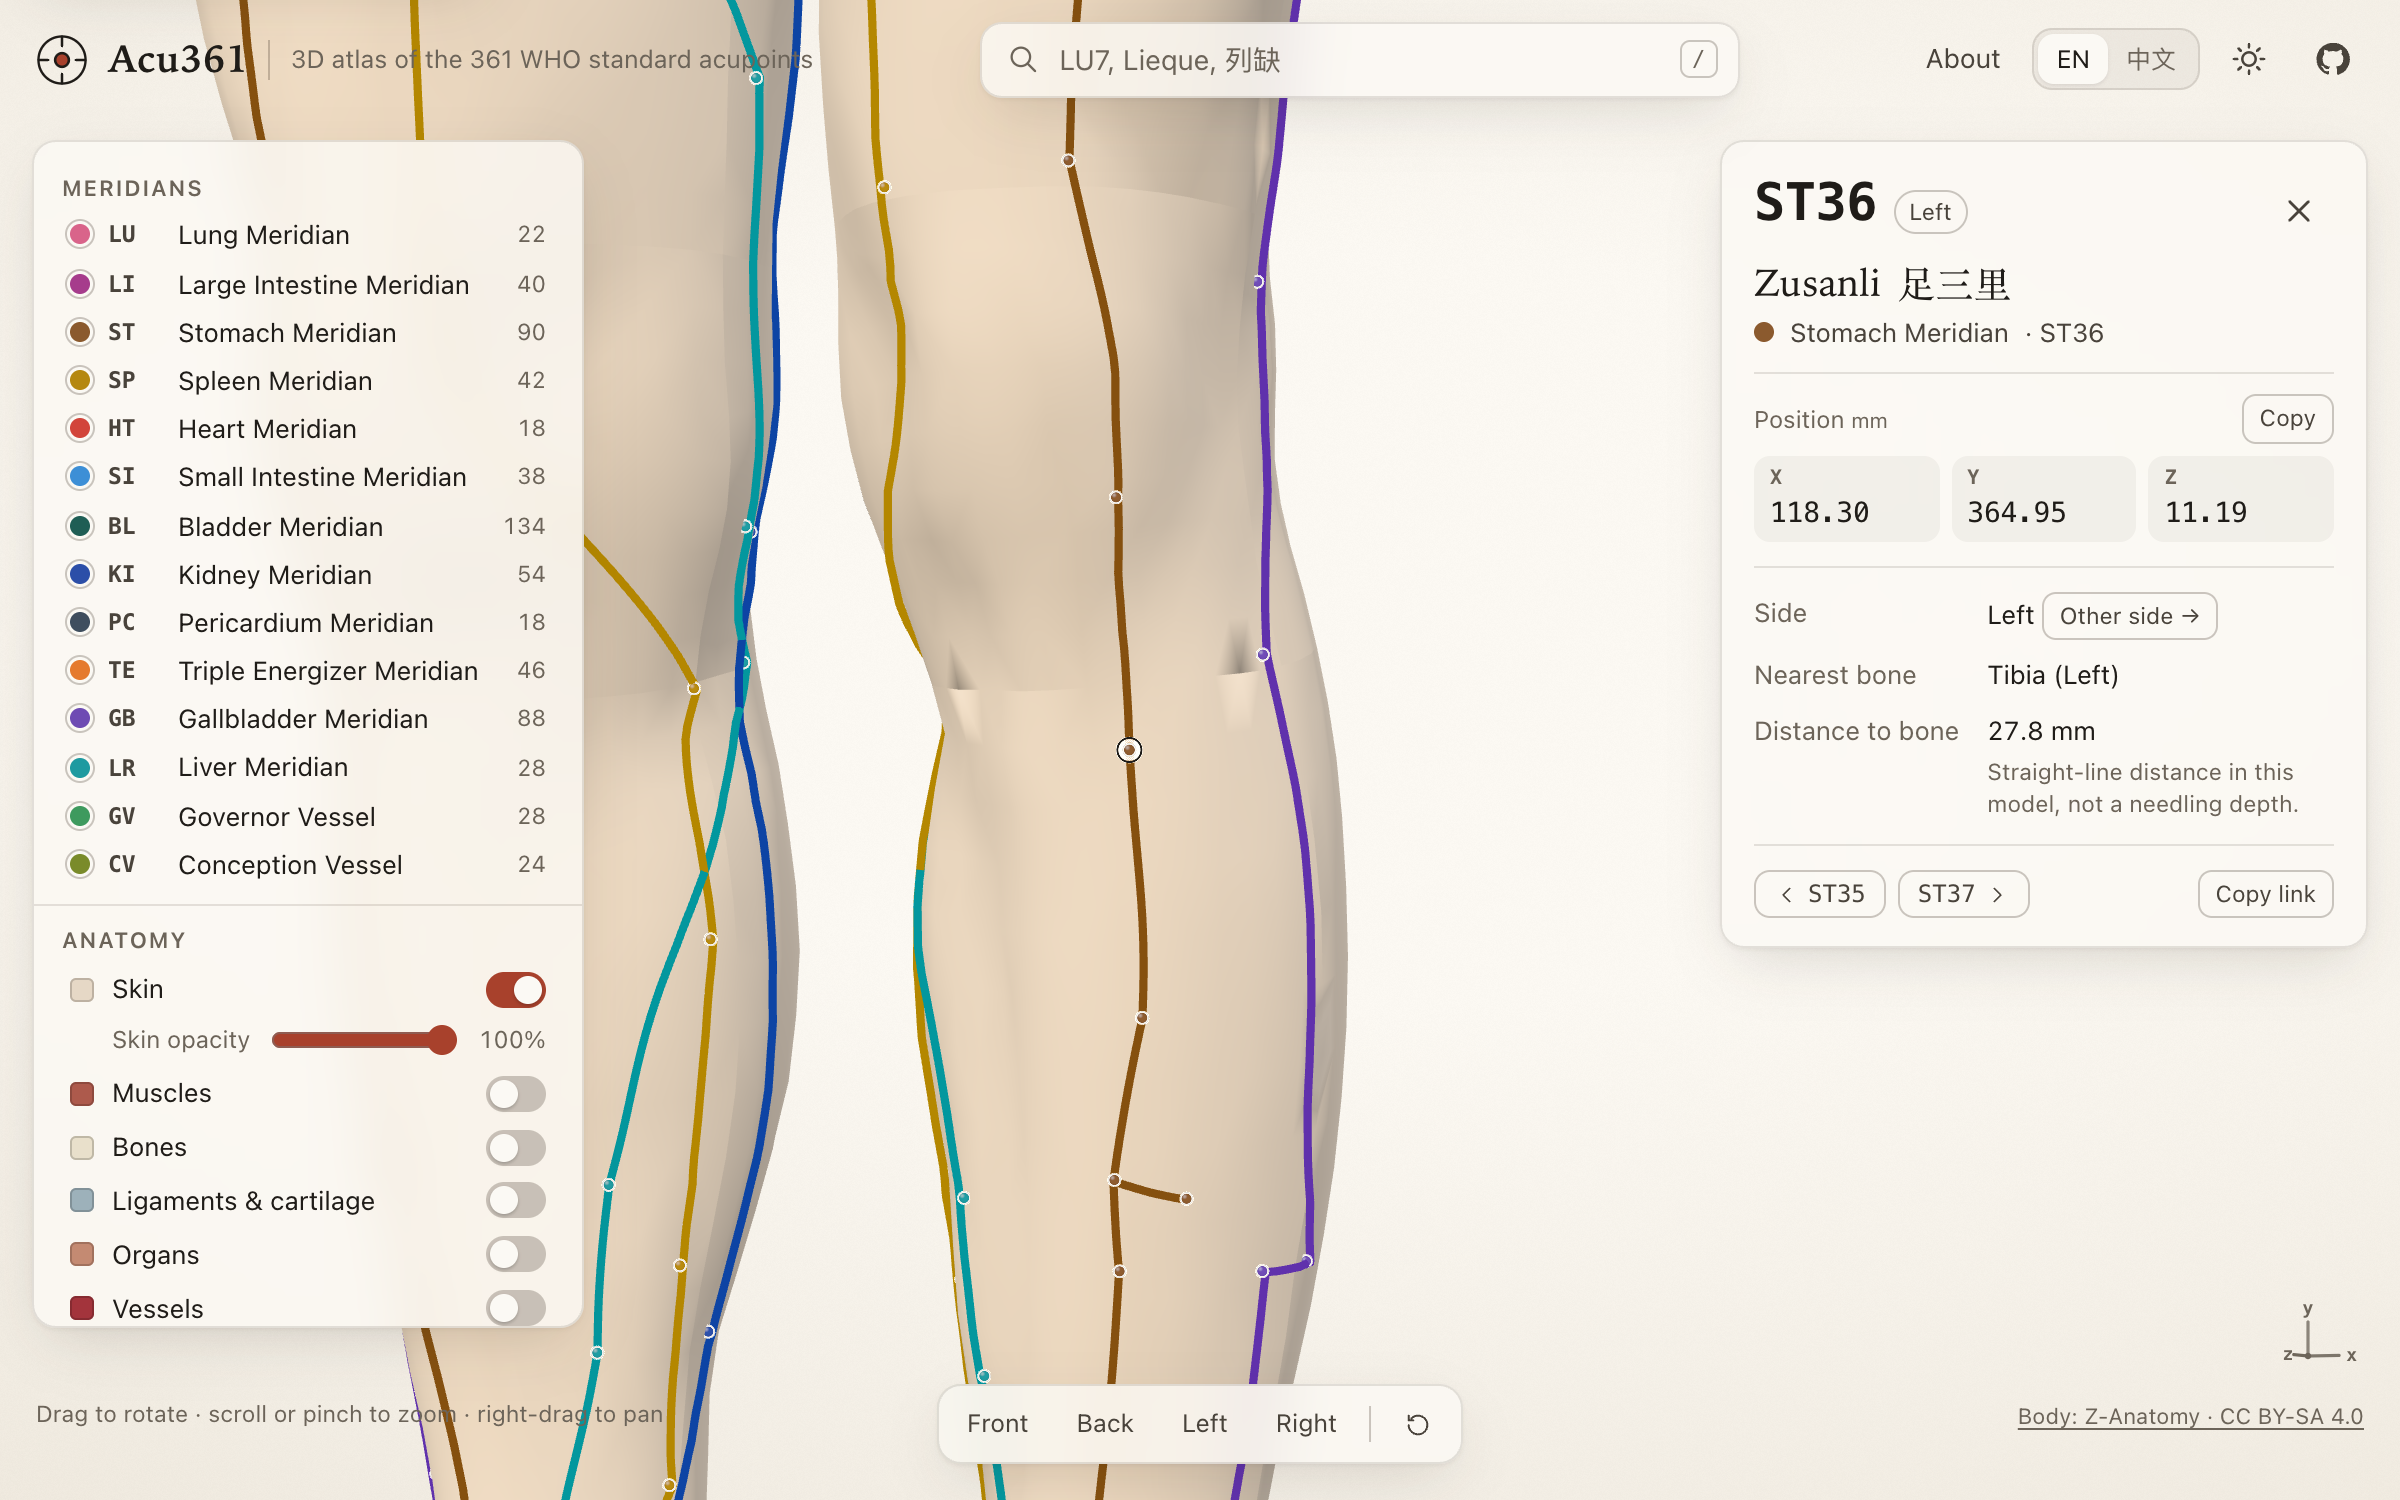 Acu361
3D atlas of the 361 WHO standard acupoints
LU7, Lieque, 列缺
/
About
EN
中文
MERIDIANS
LU Lung Meridian 22
LI Large Intestine Meridian 40
ST Stomach Meridian 90
SP Spleen Meridian 42
HT Heart Meridian 18
SI Small Intestine Meridian 38
BL Bladder Meridian 134
KI Kidney Meridian 54
PC Pericardium Meridian 18
TE Triple Energizer Meridian 46
GB Gallbladder Meridian 88
LR Liver Meridian 28
GV Governor Vessel 28
CV Conception Vessel 24
ANATOMY
Skin
Skin opacity 100%
Muscles
Bones
Ligaments & cartilage
Organs
Vessels
Drag to rotate · scroll or pinch to zoom · right-drag to pan
Front Back Left Right
ST36 Left
Zusanli 足三里
Stomach Meridian · ST36
Position mm Copy
X Y Z
118.30 364.95 11.19
Side Left Other side →
Nearest bone Tibia (Left)
Distance to bone 27.8 mm
Straight-line distance in this
model, not a needling depth.
‹ ST35 ST37 › Copy link
y
z x
Body: Z-Anatomy · CC BY-SA 4.0